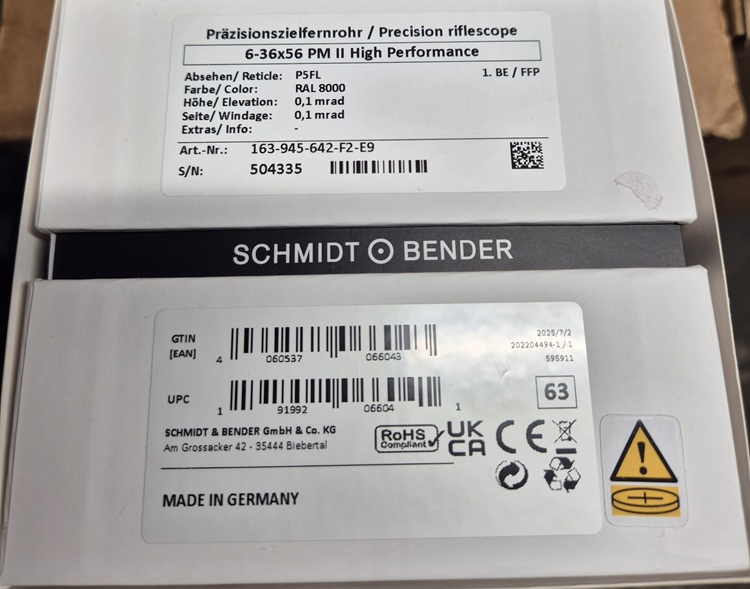 Präzisionszielfernrohr / Precision riflescope
6-36x56 PM II High Performance
Absehen/ Reticle: P5FL 1. BE / FFP
Farbe/ Color: RAL 8000
Höhe/ Elevation: 0,1 mrad
Seite/ Windage: 0,1 mrad
Extras/ Info: -
Art.-Nr.: 163-945-642-F2-E9
S/N: 504335
SCHMIDT BENDER
GTIN
[EAN]
4 060537 066043
2025/7/2
202204494-1 / 1
595911
UPC
1 91992 06604 1
63
SCHMIDT & BENDER GmbH & Co. KG
Am Grossacker 42 - 35444 Biebertal
RoHS
Compliant
UK
CA
CE
MADE IN GERMANY